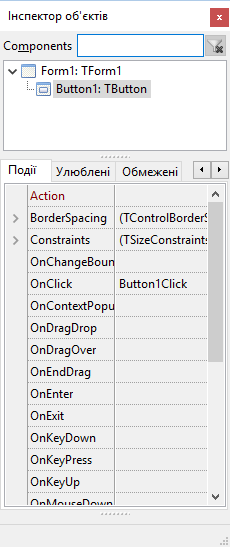 Інспектор об'єктів
Components
Form1: TForm1
Button1: TButton
Події Улюблені Обмежені
Action
BorderSpacing (TControlBorderS
Constraints (TSizeConstraints
OnChangeBoun
OnClick Button1Click
OnContextPopu
OnDragDrop
OnDragOver
OnEndDrag
OnEnter
OnExit
OnKeyDown
OnKeyPress
OnKeyUp
OnMouseDown